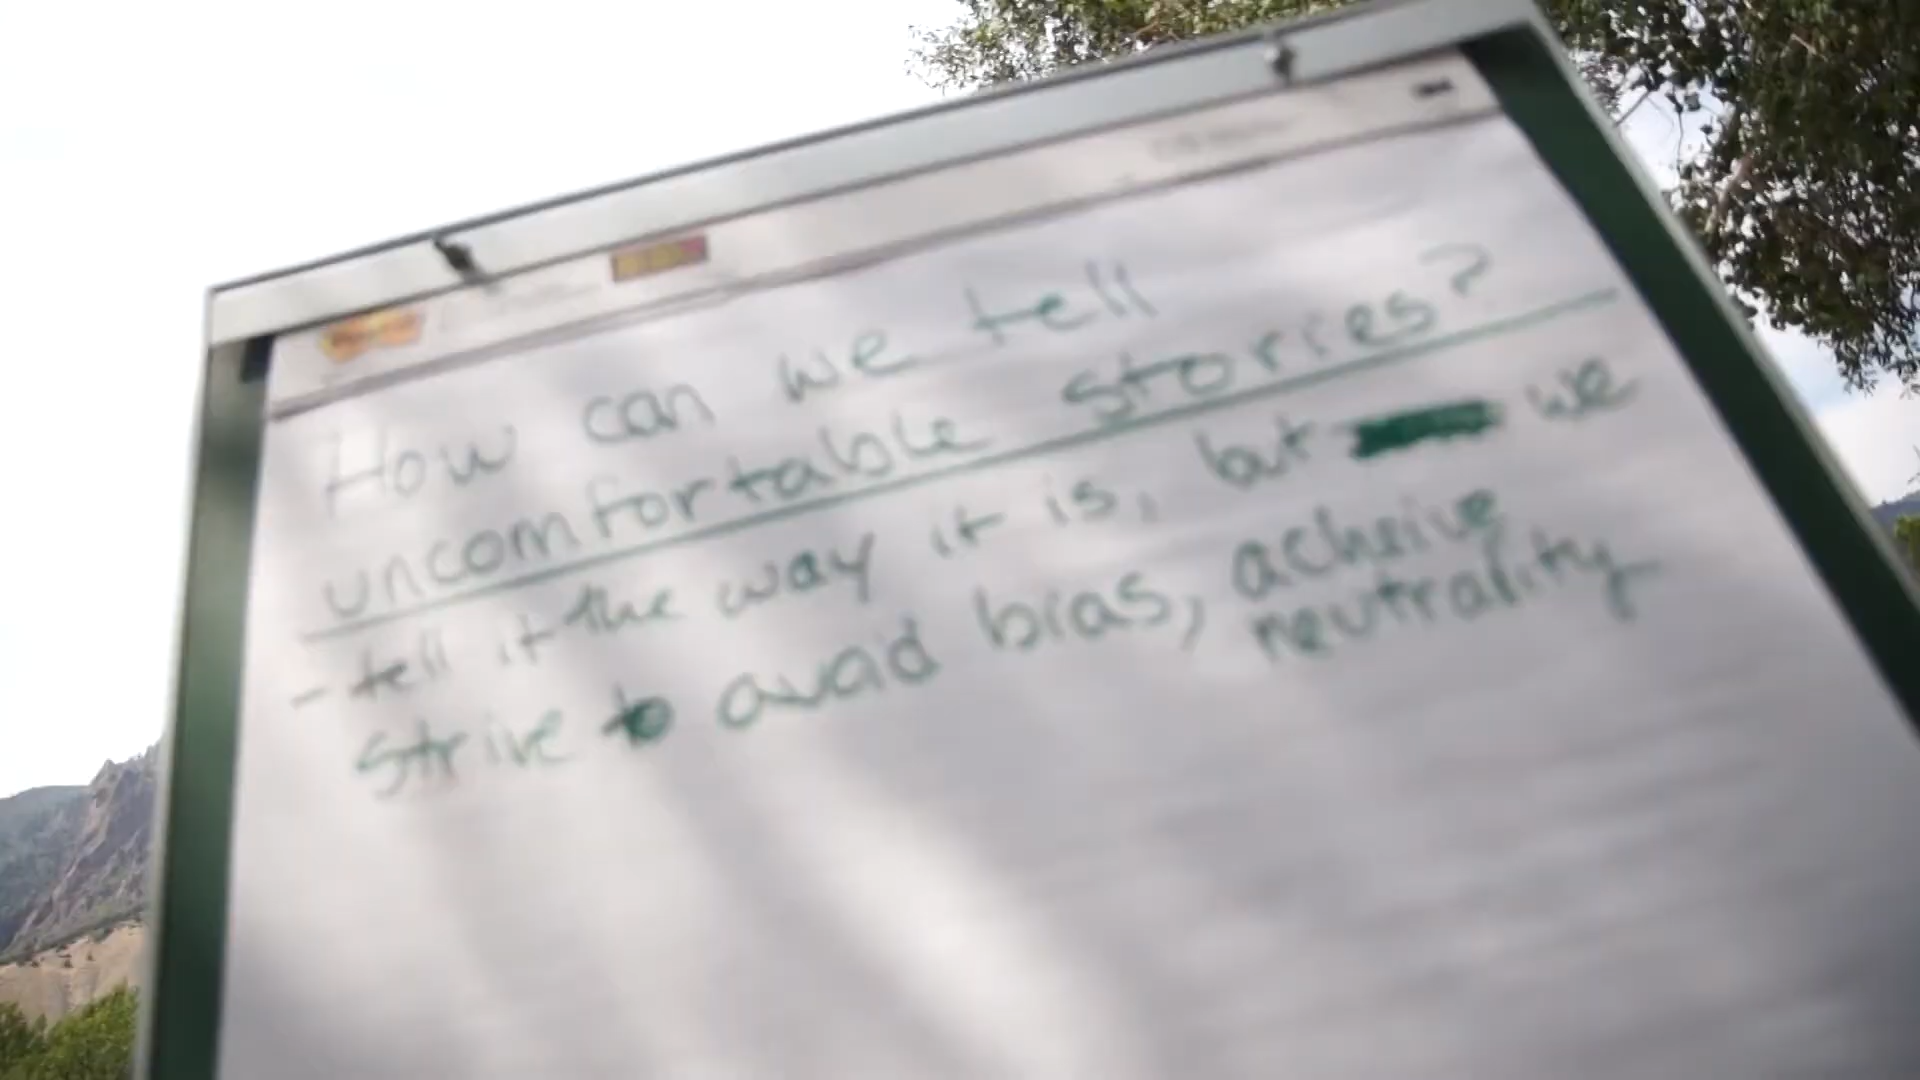 How can we tell
uncomfortable stories?
- tell it the way it is, but we
strive to avoid bias, acheive
neutrality